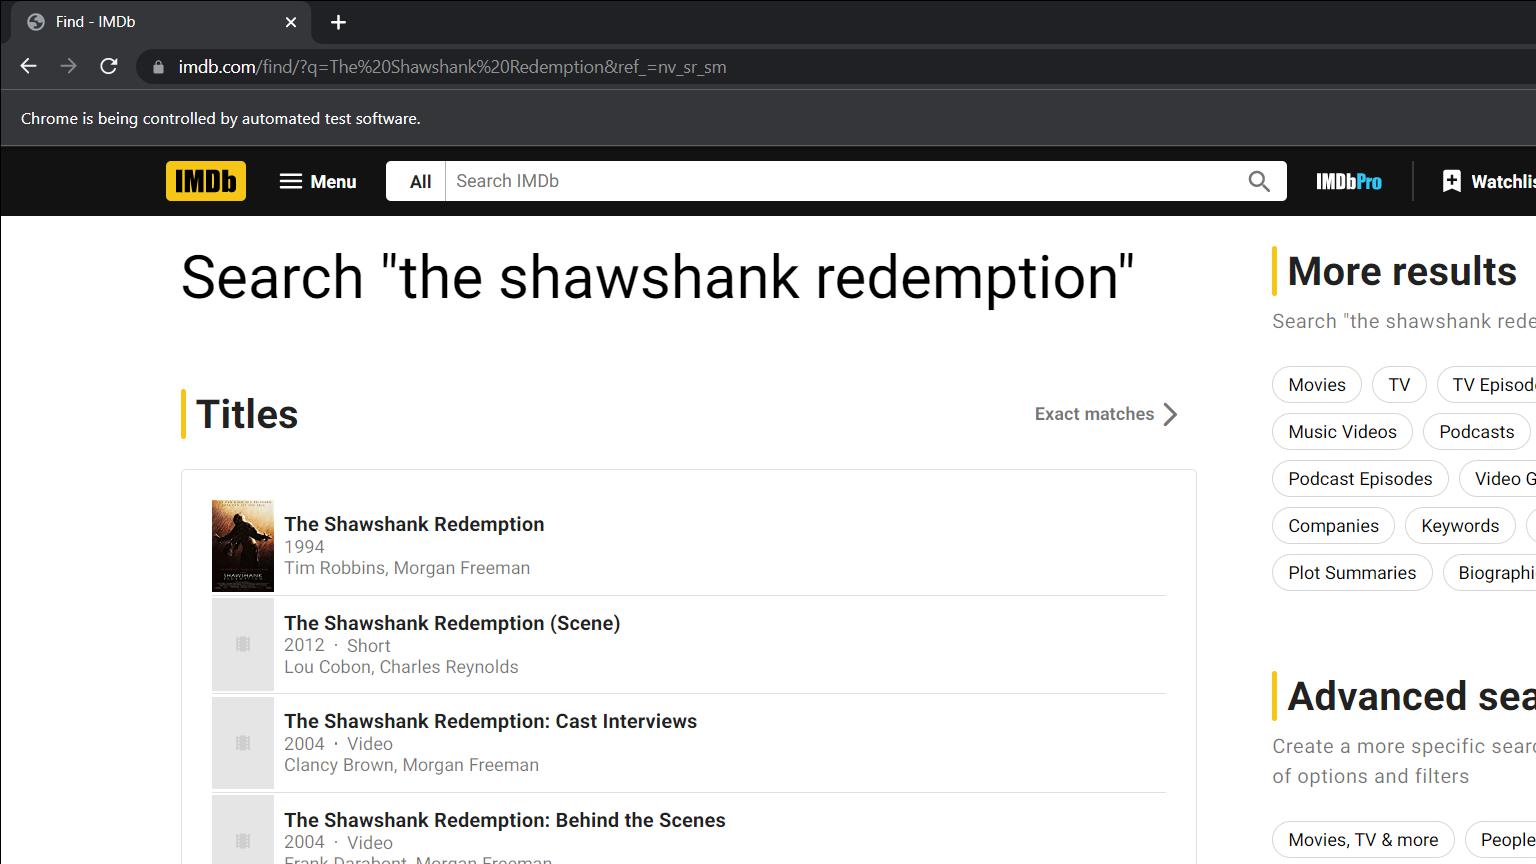 Find - IMDb
imdb.com/find/?q=The%20Shawshank%20Redemption&ref_=nv_sr_sm
Chrome is being controlled by automated test software.
IMDb
Menu
All
Search IMDb
IMDbPro
Watchlis
Search "the shawshank redemption"
Titles
Exact matches
The Shawshank Redemption
1994
Tim Robbins, Morgan Freeman
The Shawshank Redemption (Scene)
2012 · Short
Lou Cobon, Charles Reynolds
The Shawshank Redemption: Cast Interviews
2004 · Video
Clancy Brown, Morgan Freeman
The Shawshank Redemption: Behind the Scenes
2004 · Video
Frank Darabont, Morgan Freeman
More results
Search "the shawshank rede
Movies
TV
TV Episod
Music Videos
Podcasts
Podcast Episodes
Video G
Companies
Keywords
Plot Summaries
Biographi
Advanced sea
Create a more specific searc
of options and filters
Movies, TV & more
People